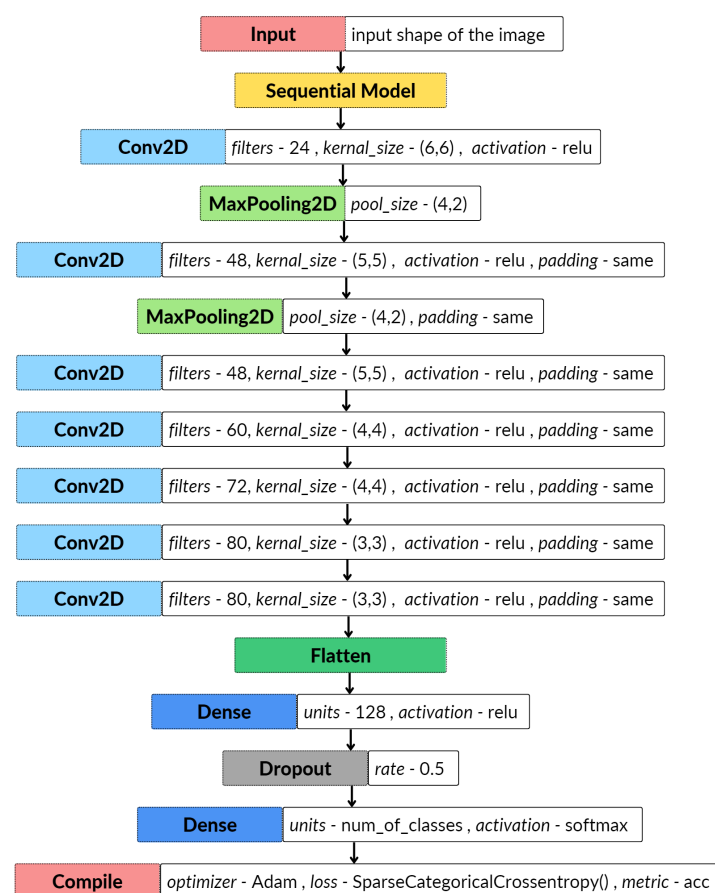 Input input shape of the image
Sequential Model
Conv2D filters - 24 , kernal_size - (6,6) , activation - relu
MaxPooling2D pool_size - (4,2)
Conv2D filters - 48, kernal_size - (5,5) , activation - relu , padding - same
MaxPooling2D pool_size - (4,2) , padding - same
Conv2D filters - 48, kernal_size - (5,5) , activation - relu , padding - same
Conv2D filters - 60, kernal_size - (4,4) , activation - relu , padding - same
Conv2D filters - 72, kernal_size - (4,4) , activation - relu , padding - same
Conv2D filters - 80, kernal_size - (3,3) , activation - relu , padding - same
Conv2D filters - 80, kernal_size - (3,3) , activation - relu , padding - same
Flatten
Dense units - 128 , activation - relu
Dropout rate - 0.5
Dense units - num_of_classes , activation - softmax
Compile optimizer - Adam , loss - SparseCategoricalCrossentropy() , metric - acc